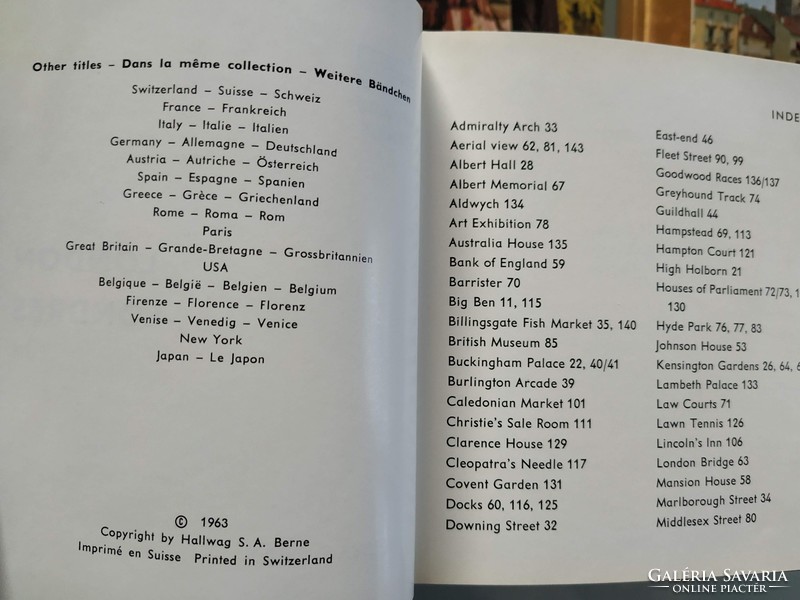 Other titles – Dans la même collection – Weitere Bändchen
Switzerland – Suisse – Schweiz
France – Frankreich
Italy – Italie – Italien
Germany – Allemagne – Deutschland
Austria – Autriche – Österreich
Spain – Espagne – Spanien
Greece – Grèce – Griechenland
Rome – Roma – Rom
Paris
Great Britain – Grande-Bretagne – Grossbritannien
USA
Belgique – België – Belgien – Belgium
Firenze – Florence – Florenz
Venise – Venedig – Venice
New York
Japan – Le Japon
© 1963
Copyright by Hallwag S. A. Berne
Imprimé en Suisse Printed in Switzerland
INDE
Admiralty Arch 33
Aerial view 62, 81, 143
Albert Hall 28
Albert Memorial 67
Aldwych 134
Art Exhibition 78
Australia House 135
Bank of England 59
Barrister 70
Big Ben 11, 115
Billingsgate Fish Market 35, 140
British Museum 85
Buckingham Palace 22, 40/41
Burlington Arcade 39
Caledonian Market 101
Christie's Sale Room 111
Clarence House 129
Cleopatra's Needle 117
Covent Garden 131
Docks 60, 116, 125
Downing Street 32
East-end 46
Fleet Street 90, 99
Goodwood Races 136/137
Greyhound Track 74
Guildhall 44
Hampstead 69, 113
Hampton Court 121
High Holborn 21
Houses of Parliament 72/73, 1
130
Hyde Park 76, 77, 83
Johnson House 53
Kensington Gardens 26, 64, 6
Lambeth Palace 133
Law Courts 71
Lawn Tennis 126
Lincoln's Inn 106
London Bridge 63
Mansion House 58
Marlborough Street 34
Middlesex Street 80
GALÉRIA SAVARIA
ONLINE PIACTÉR